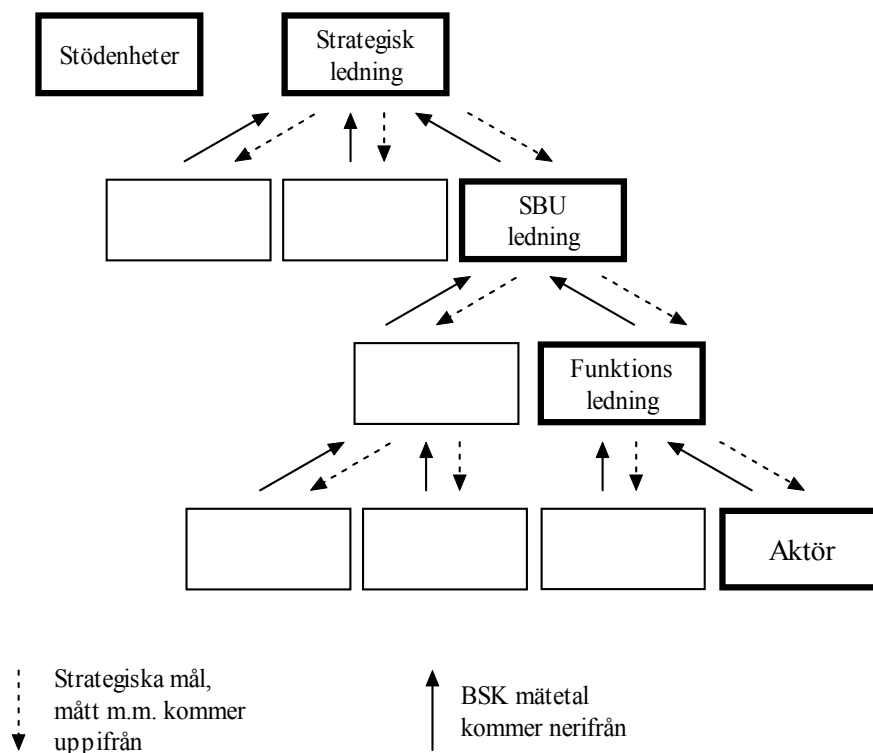 Stödenheter
Strategisk
ledning
SBU
ledning
Funktions
ledning
Aktör
Strategiska mål,
mått m.m. kommer
uppifrån
BSK mätetal
kommer nerifrån